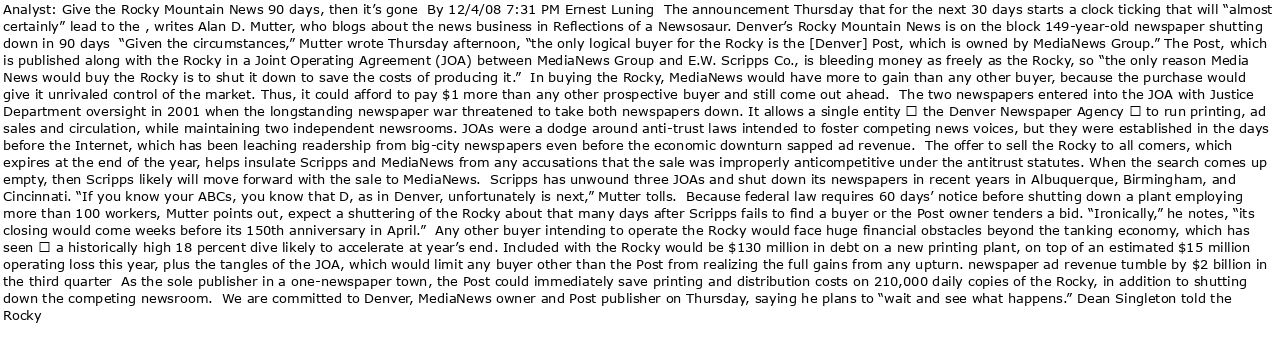 Analyst: Give the Rocky Mountain News 90 days, then it’s gone  By 12/4/08 7:31 PM Ernest Luning  The announcement Thursday that for the next 30 days starts a clock ticking that will “almost
certainly” lead to the , writes Alan D. Mutter, who blogs about the news business in Reflections of a Newsosaur. Denver’s Rocky Mountain News is on the block 149-year-old newspaper shutting
down in 90 days  “Given the circumstances,” Mutter wrote Thursday afternoon, “the only logical buyer for the Rocky is the [Denver] Post, which is owned by MediaNews Group.” The Post, which
is published along with the Rocky in a Joint Operating Agreement (JOA) between MediaNews Group and E.W. Scripps Co., is bleeding money as freely as the Rocky, so “the only reason Media
News would buy the Rocky is to shut it down to save the costs of producing it.”  In buying the Rocky, MediaNews would have more to gain than any other buyer, because the purchase would
give it unrivaled control of the market. Thus, it could afford to pay $1 more than any other prospective buyer and still come out ahead.  The two newspapers entered into the JOA with Justice
Department oversight in 2001 when the longstanding newspaper war threatened to take both newspapers down. It allows a single entity □ the Denver Newspaper Agency □ to run printing, ad
sales and circulation, while maintaining two independent newsrooms. JOAs were a dodge around anti-trust laws intended to foster competing news voices, but they were established in the days
before the Internet, which has been leaching readership from big-city newspapers even before the economic downturn sapped ad revenue.  The offer to sell the Rocky to all comers, which
expires at the end of the year, helps insulate Scripps and MediaNews from any accusations that the sale was improperly anticompetitive under the antitrust statutes. When the search comes up
empty, then Scripps likely will move forward with the sale to MediaNews.  Scripps has unwound three JOAs and shut down its newspapers in recent years in Albuquerque, Birmingham, and
Cincinnati. “If you know your ABCs, you know that D, as in Denver, unfortunately is next,” Mutter tolls.  Because federal law requires 60 days’ notice before shutting down a plant employing
more than 100 workers, Mutter points out, expect a shuttering of the Rocky about that many days after Scripps fails to find a buyer or the Post owner tenders a bid. “Ironically,” he notes, “its
closing would come weeks before its 150th anniversary in April.”  Any other buyer intending to operate the Rocky would face huge financial obstacles beyond the tanking economy, which has
seen □ a historically high 18 percent dive likely to accelerate at year’s end. Included with the Rocky would be $130 million in debt on a new printing plant, on top of an estimated $15 million
operating loss this year, plus the tangles of the JOA, which would limit any buyer other than the Post from realizing the full gains from any upturn. newspaper ad revenue tumble by $2 billion in
the third quarter  As the sole publisher in a one-newspaper town, the Post could immediately save printing and distribution costs on 210,000 daily copies of the Rocky, in addition to shutting
down the competing newsroom.  We are committed to Denver, MediaNews owner and Post publisher on Thursday, saying he plans to “wait and see what happens.” Dean Singleton told the
Rocky